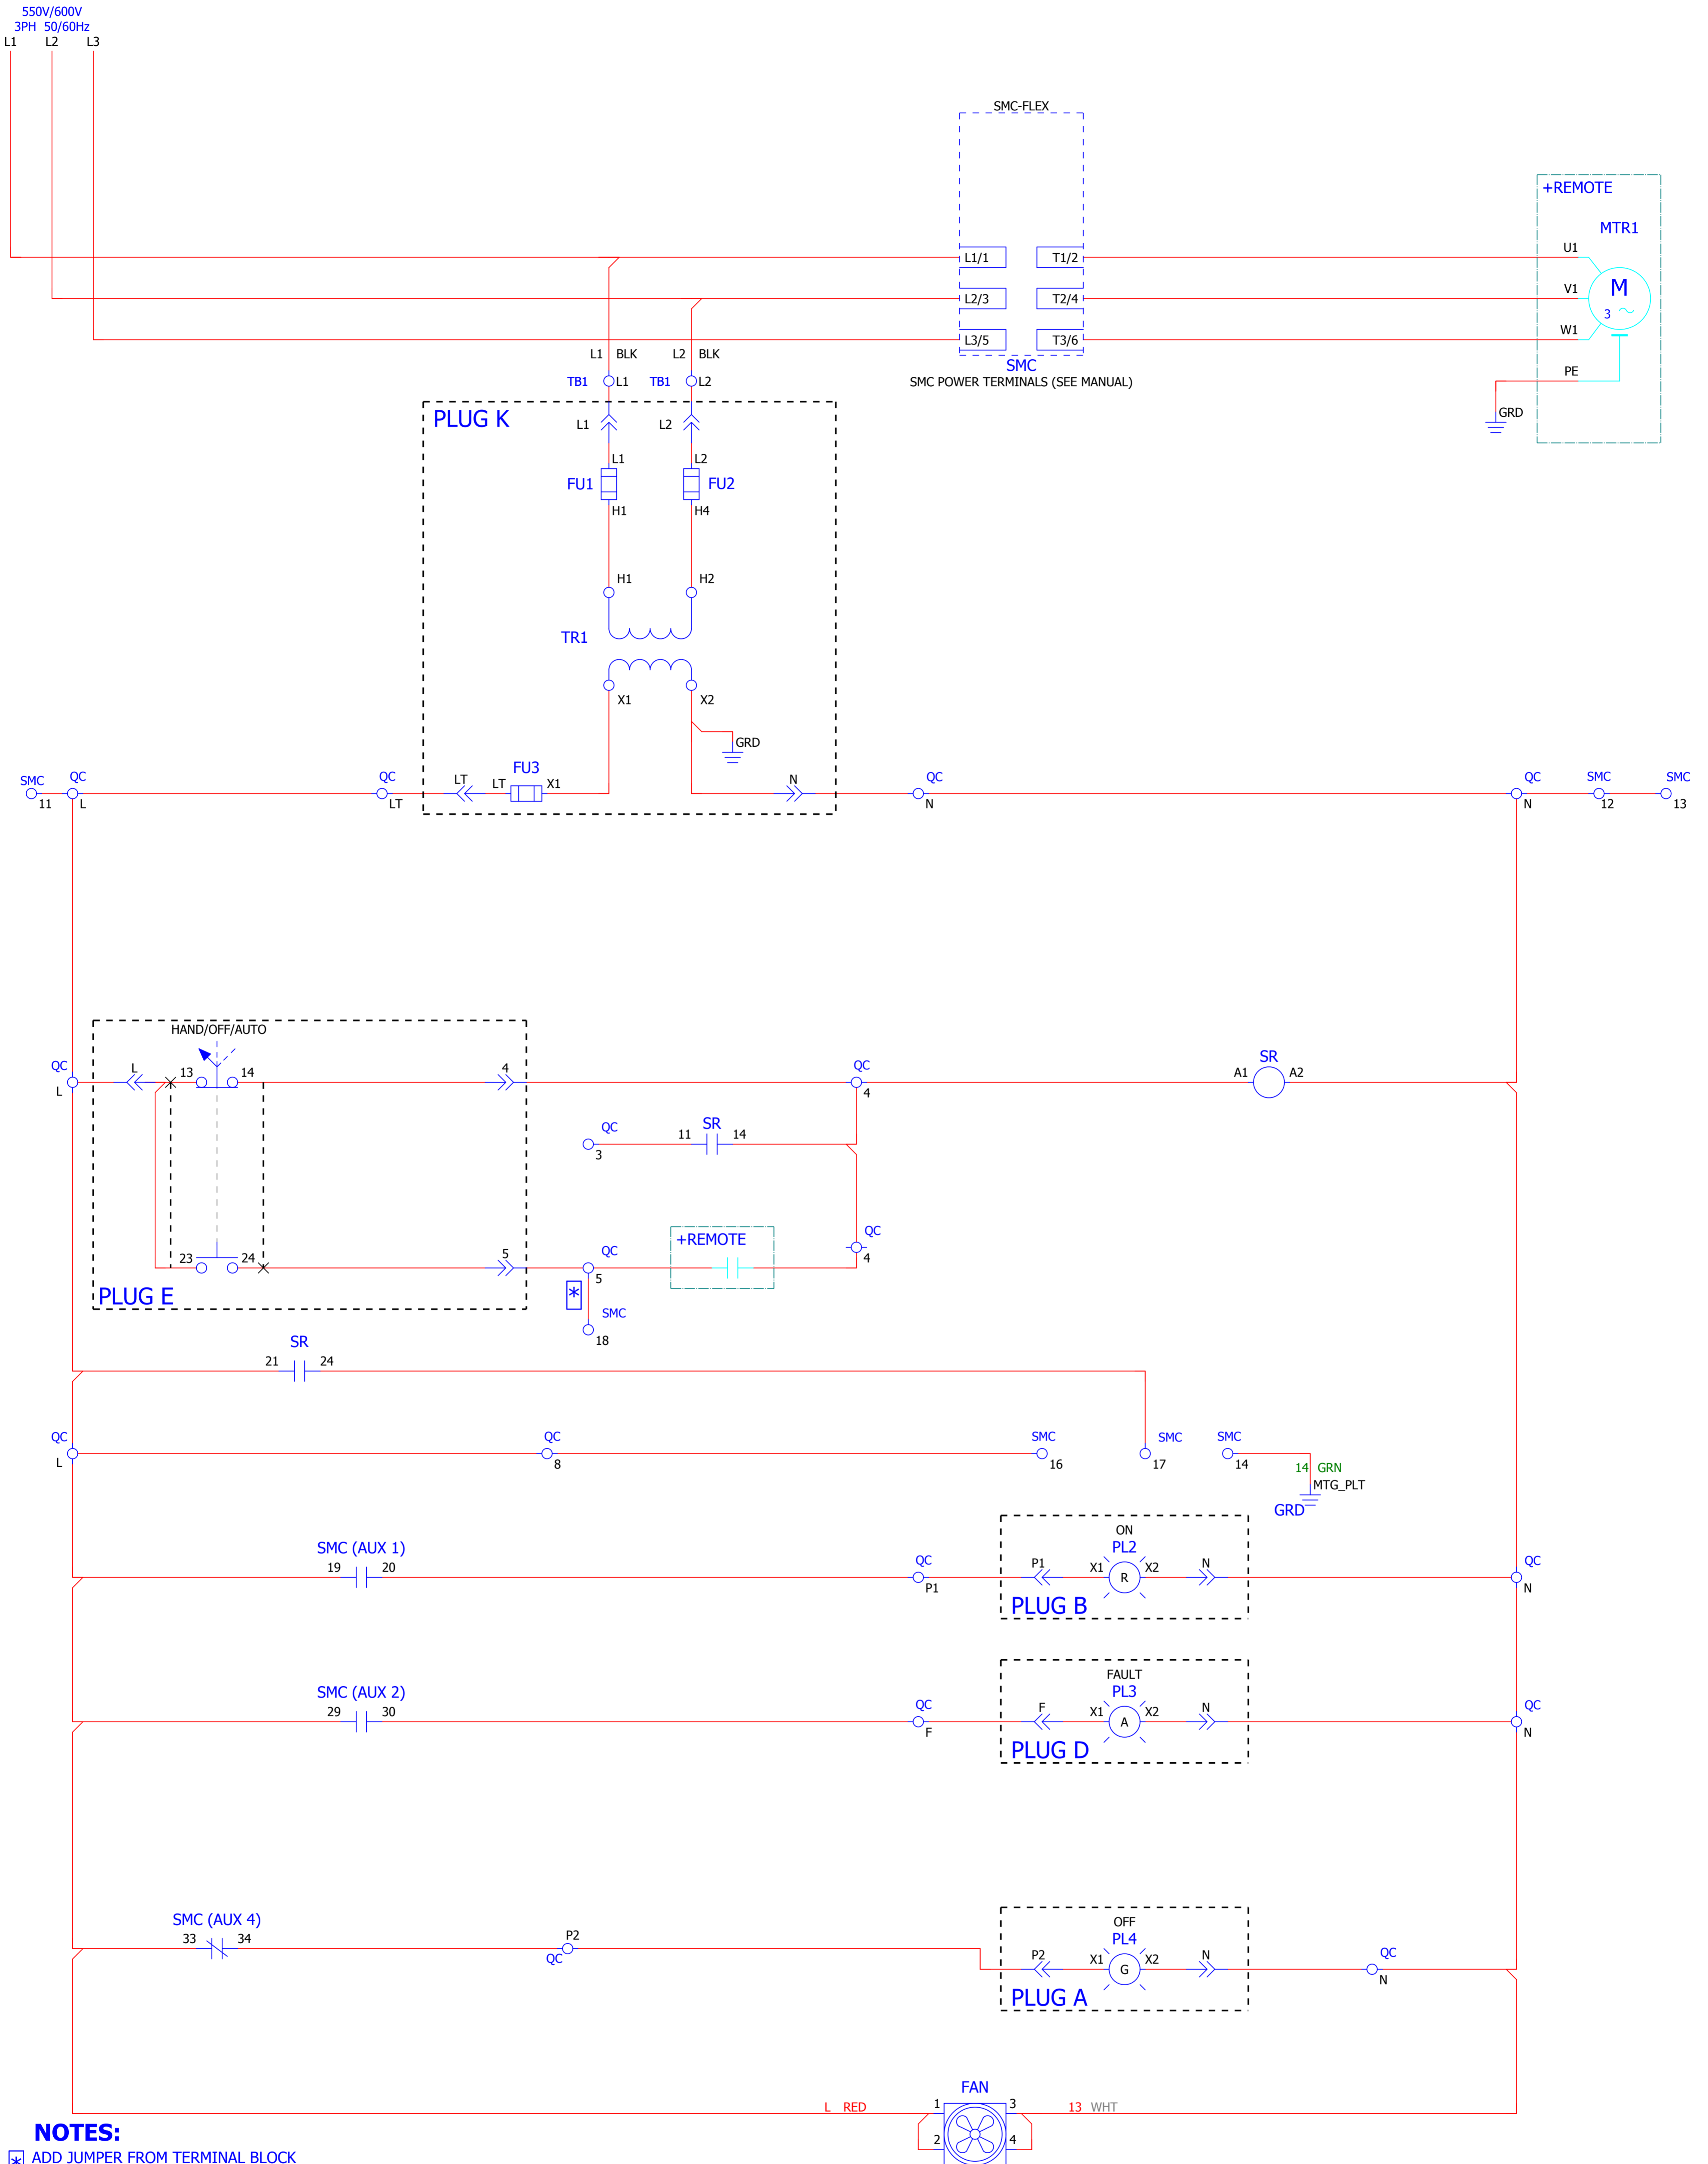 550V/600V
3PH 50/60Hz
L1 L2 L3
SMC-FLEX
+REMOTE
MTR1
L1/1 T1/2 U1
L2/3 T2/4 V1 M
3
L3/5 T3/6 W1
L1 BLK L2 BLK
SMC
SMC POWER TERMINALS (SEE MANUAL)
PE
TB1 L1 TB1 L2
GRD
PLUG K
L1 L2
L1 L2
FU1 FU2
H1 H4
H1 H2
TR1
X1 X2
GRD
SMC QC QC LT LT FU3 X1 N QC QC SMC SMC
11 L LT N N 12 13
HAND/OFF/AUTO
QC L 13 14 4 QC SR
L 4 A1 A2
QC SR
3 11 14
QC
+REMOTE 4
23 24 5 QC
5
PLUG E * SMC
18
SR
21 24
QC QC SMC SMC SMC
L 8 16 17 14
14 GRN
MTG_PLT
GRD
ON
SMC (AUX 1) PL2
19 20 QC P1 X1 R X2 N QC
P1 N
PLUG B
FAULT
SMC (AUX 2) PL3
29 30 QC F X1 A X2 N QC
F N
PLUG D
OFF
SMC (AUX 4) PL4
33 34 P2 P2 X1 G X2 N QC
QC N
PLUG A
FAN
L RED 1 3 13 WHT
2 4
NOTES:
* ADD JUMPER FROM TERMINAL BLOCK